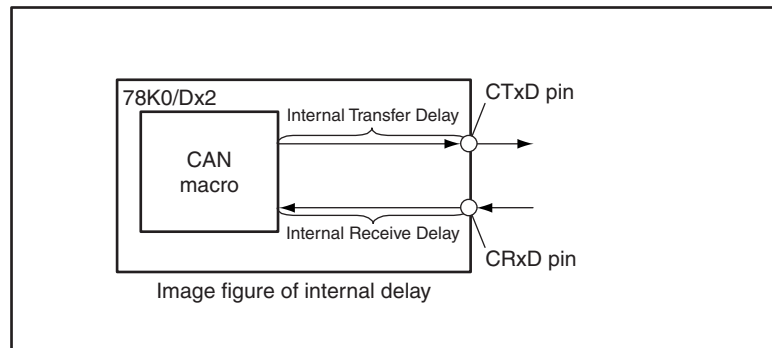 78K0/Dx2
CAN
macro
Internal Transfer Delay
CTxD pin
Internal Receive Delay
CRxD pin
Image figure of internal delay